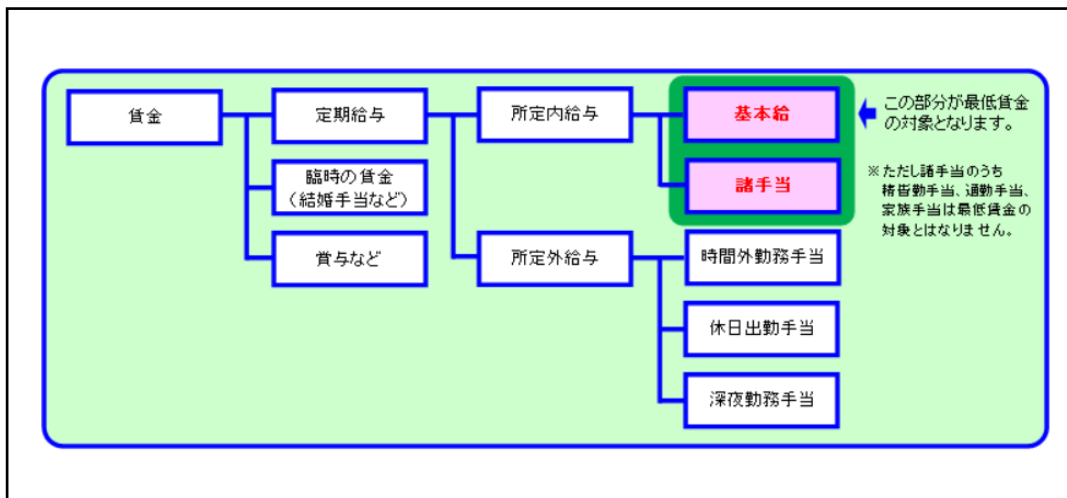 賃金
定期給与
所定内給与
基本給
この部分が最低賃金
の対象となります。
臨時の賃金
(結婚手当など)
諸手当
※ただし諸手当のうち
精皆勤手当、通勤手当、
家族手当は最低賃金の
対象とはなりません。
賞与など
所定外給与
時間外勤務手当
休日出勤手当
深夜勤務手当